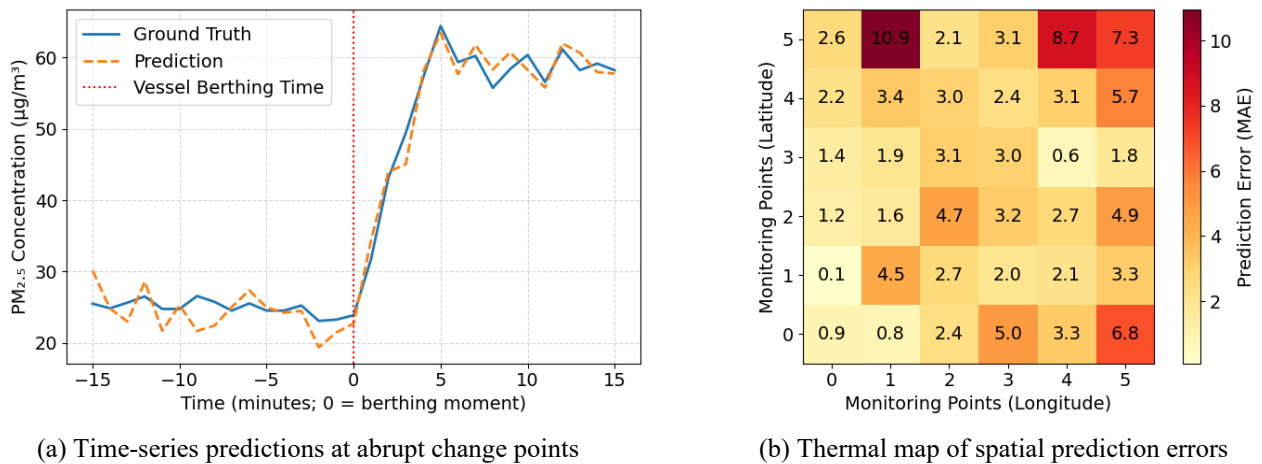 Ground Truth
Prediction
Vessel Berthing Time
PM₂.₅ Concentration (μg/m³)
60
50
40
30
20
−15
−10
−5
0
5
10
15
Time (minutes; 0 = berthing moment)
(a) Time-series predictions at abrupt change points
Monitoring Points (Latitude)
5 2.6 10.9 2.1 3.1 8.7 7.3
4 2.2 3.4 3.0 2.4 3.1 5.7
3 1.4 1.9 3.1 3.0 0.6 1.8
2 1.2 1.6 4.7 3.2 2.7 4.9
1 0.1 4.5 2.7 2.0 2.1 3.3
0 0.9 0.8 2.4 5.0 3.3 6.8
0 1 2 3 4 5
Monitoring Points (Longitude)
10
8
6
4
2
Prediction Error (MAE)
(b) Thermal map of spatial prediction errors